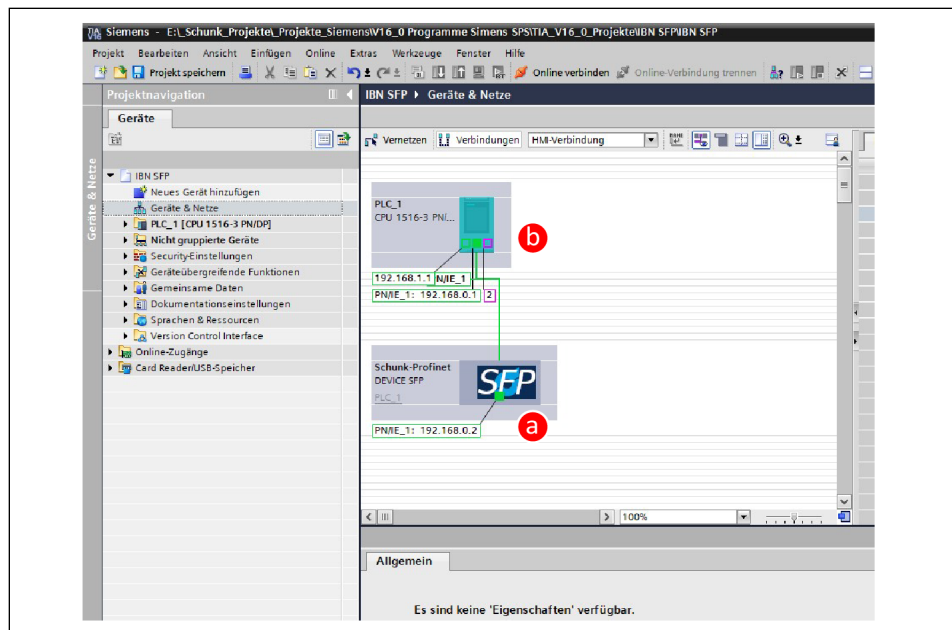 Siemens - E:\_Schunk_Projekte\_Projekte_Siemens\V16_0 Programme Simens SPS\TIA_V16_0_Projekte\IBN SFP\IBN SFP
Projekt Bearbeiten Ansicht Einfügen Online Extras Werkzeuge Fenster Hilfe
Projekt speichern Online verbinden Online-Verbindung trennen
Projektnavigation
IBN SFP Geräte & Netze
Geräte
Vernetzen Verbindungen HMI-Verbindung
Geräte & Netze
IBN SFP
Neues Gerät hinzufügen
Geräte & Netze
PLC_1 [CPU 1516-3 PN/DP]
Nicht gruppierte Geräte
Security-Einstellungen
Geräteübergreifende Funktionen
Gemeinsame Daten
Dokumentationseinstellungen
Sprachen & Ressourcen
Version Control Interface
Online-Zugänge
Card Reader/USB-Speicher
PLC_1
CPU 1516-3 PN/...
b
192.168.1.1 N/IE_1
PN/IE_1: 192.168.0.1 2
Schunk-Profinet
DEVICE SFP
PLC_1
SFP
a
PN/IE_1: 192.168.0.2
100%
Allgemein
Es sind keine 'Eigenschaften' verfügbar.